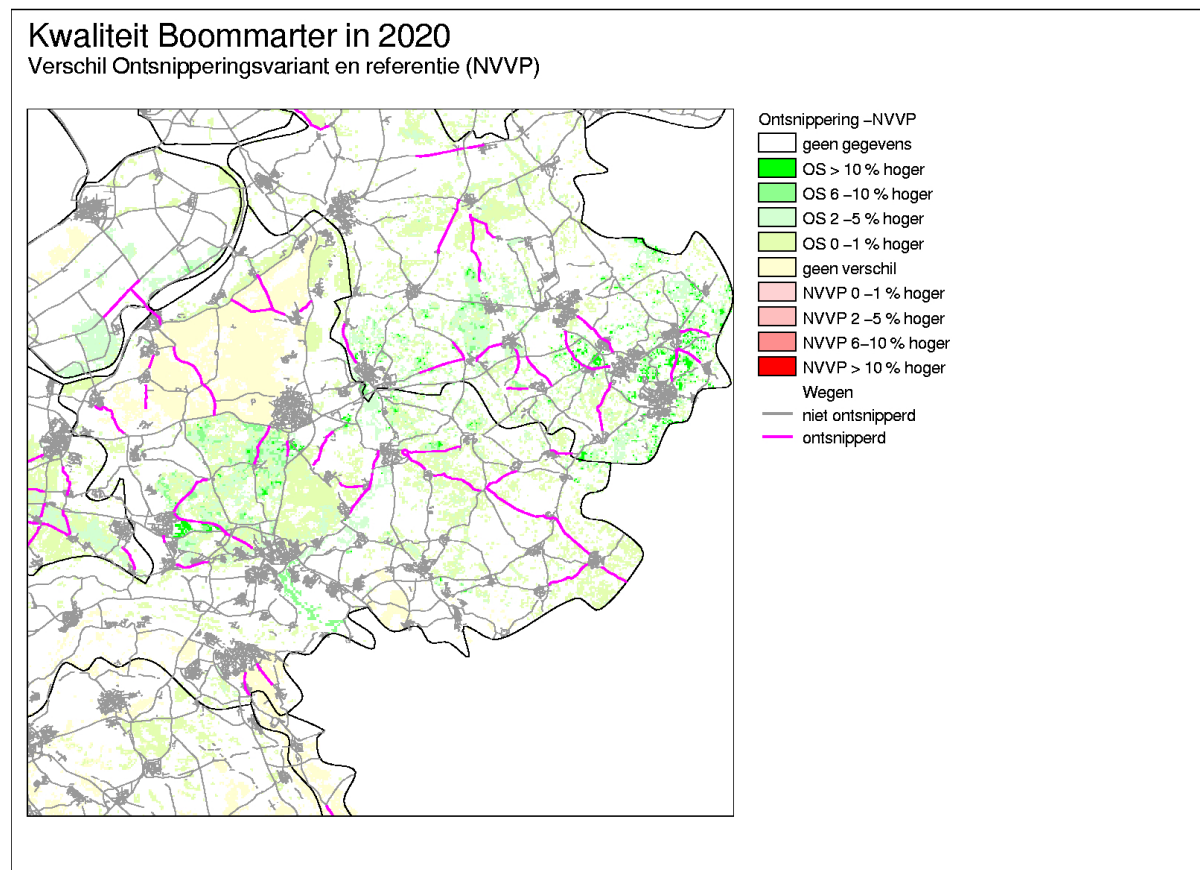 Kwaliteit Boommarter in 2020
Verschil Ontsnipperingsvariant en referentie (NVVP)
Ontsnippering -NVVP
geen gegevens
OS > 10 % hoger
OS 6 -10 % hoger
OS 2 -5 % hoger
OS 0 -1 % hoger
geen verschil
NVVP 0 -1 % hoger
NVVP 2 -5 % hoger
NVVP 6-10 % hoger
NVVP > 10 % hoger
Wegen
niet ontsnipperd
ontsnipperd